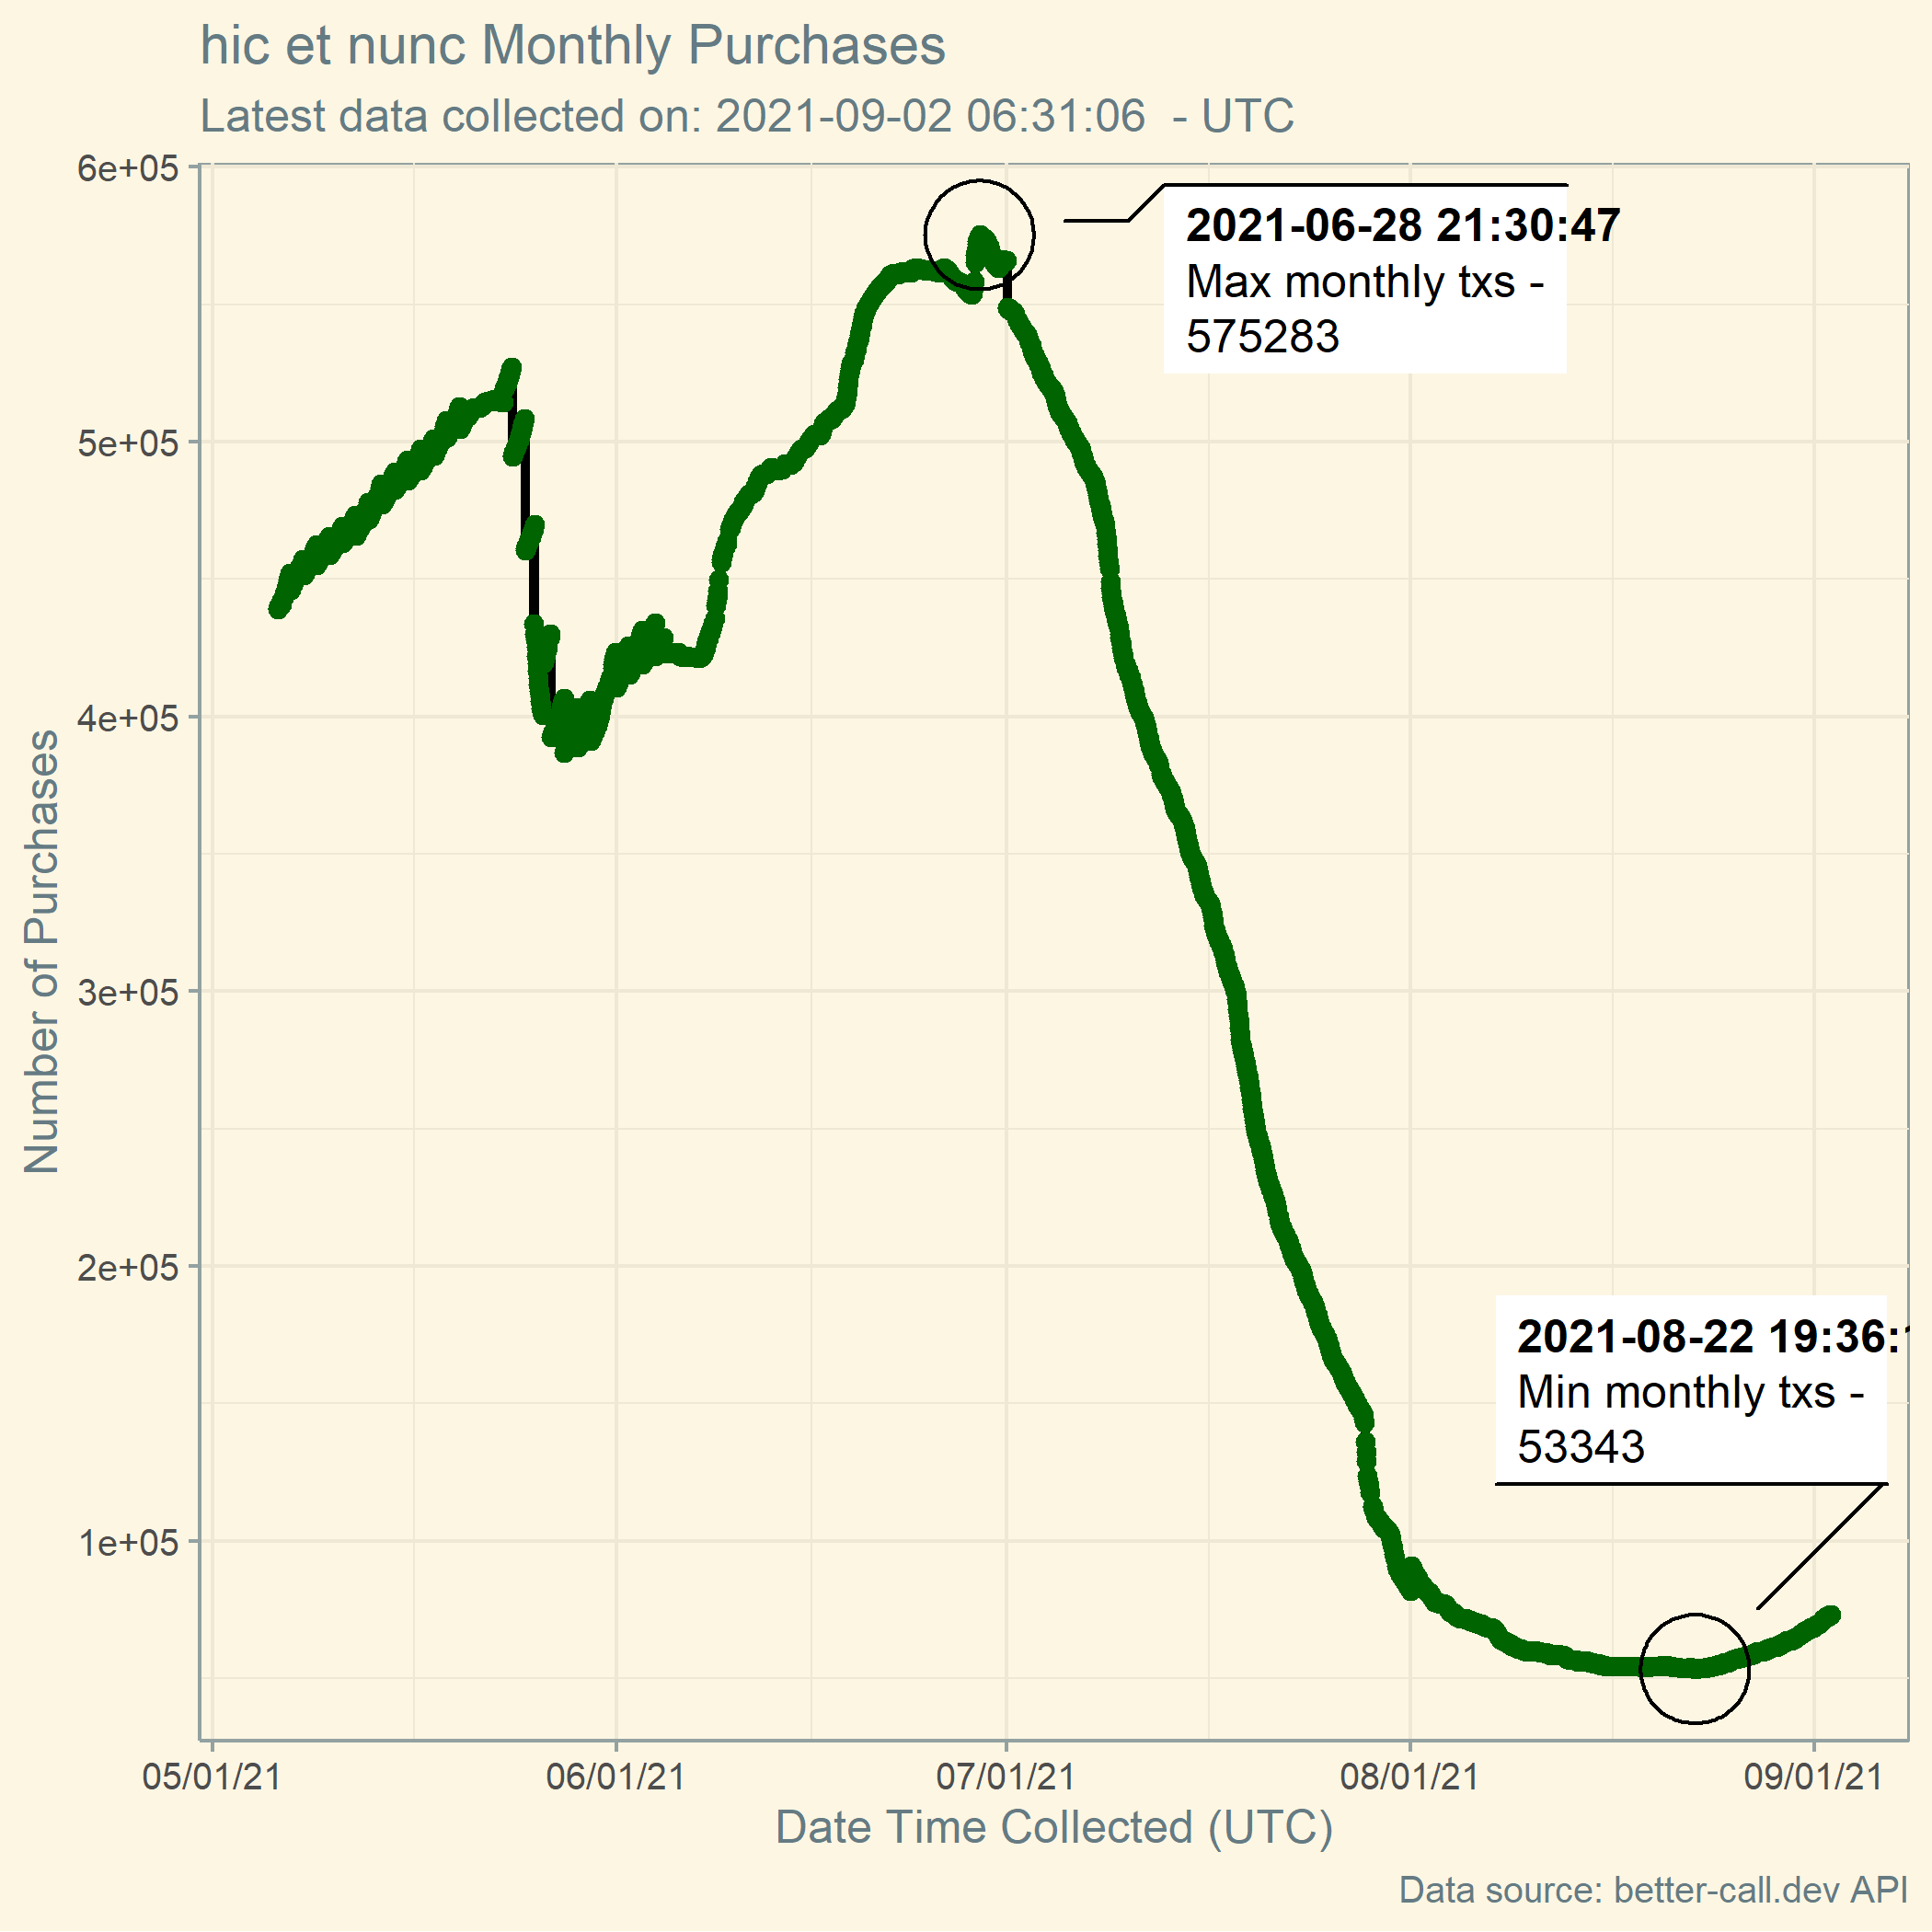 hic et nunc Monthly Purchases
Latest data collected on: 2021-09-02 06:31:06  - UTC
6e+05
5e+05
4e+05
3e+05
2e+05
1e+05
Number of Purchases
2021-06-28 21:30:47
Max monthly txs -
575283
2021-08-22 19:36:
Min monthly txs -
53343
05/01/21
06/01/21
07/01/21
08/01/21
09/01/21
Date Time Collected (UTC)
Data source: better-call.dev API